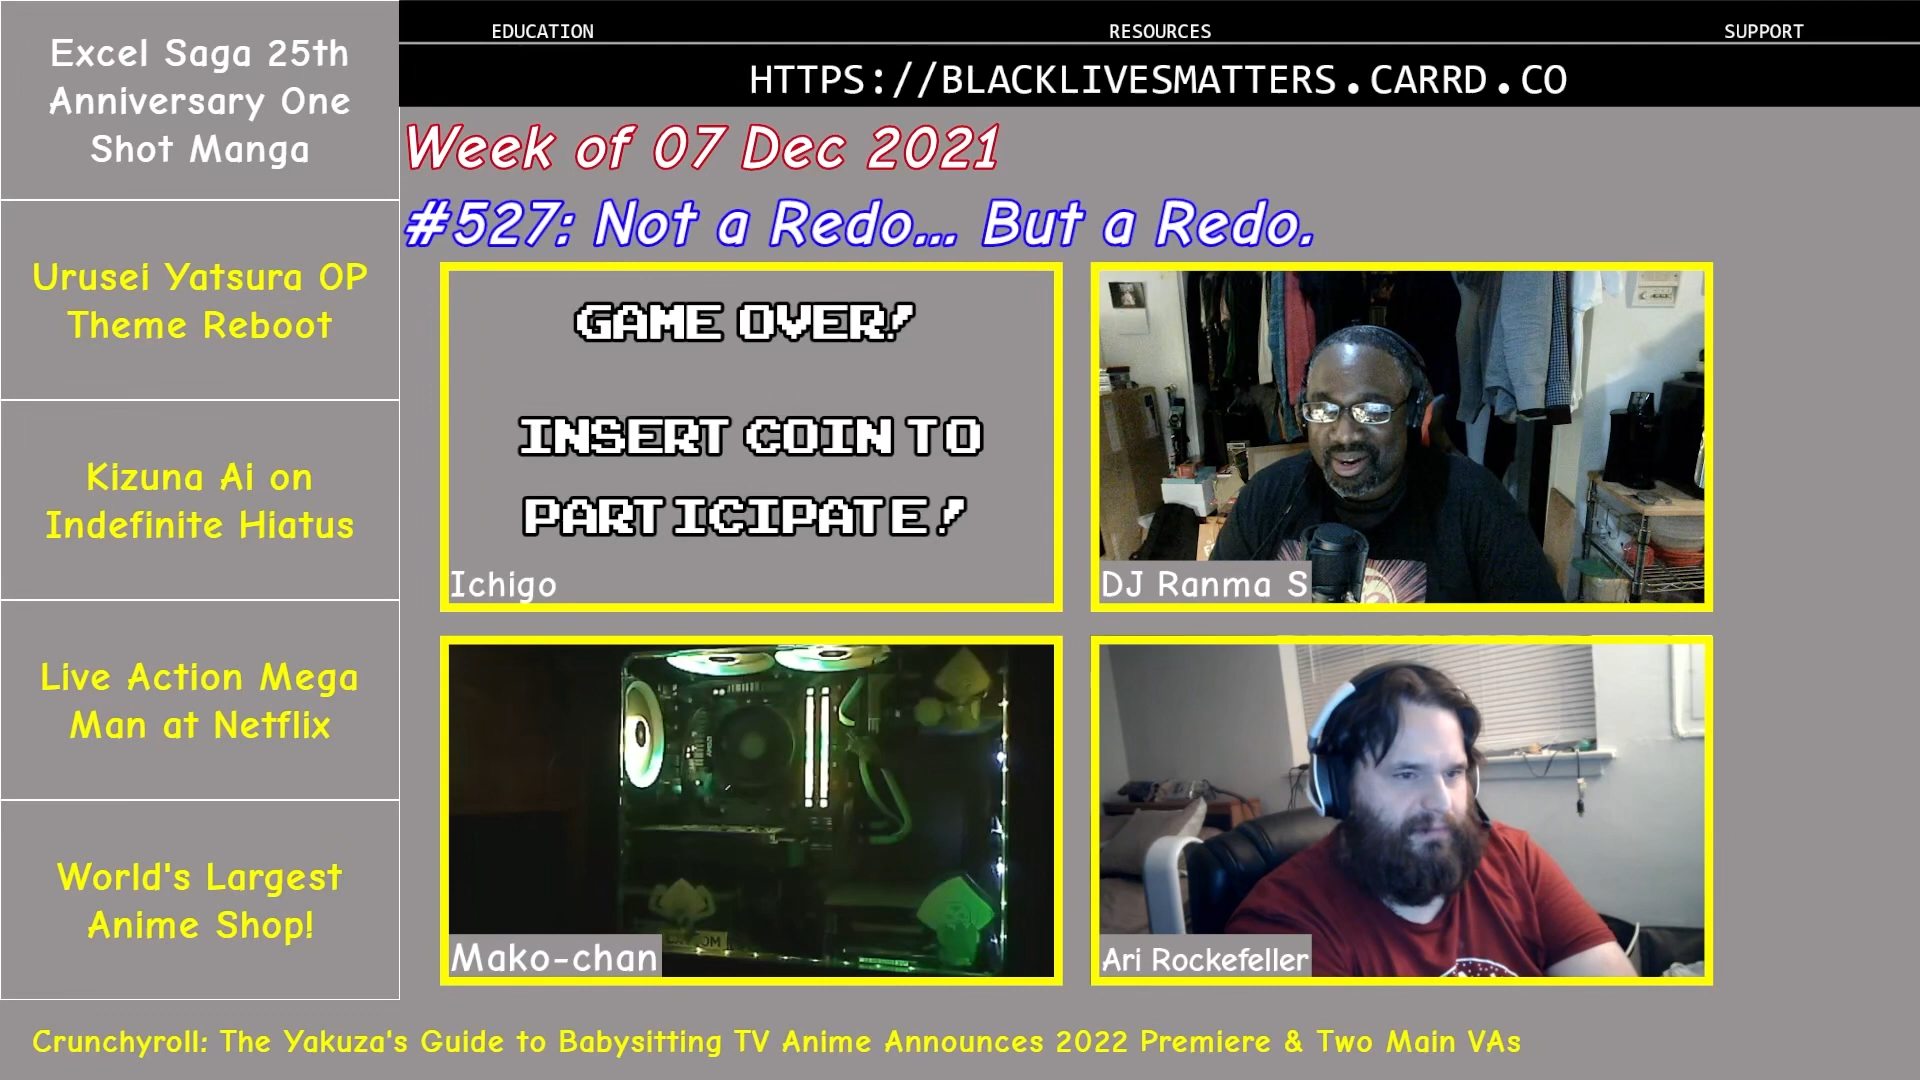 EDUCATION
RESOURCES
SUPPORT
HTTPS://BLACKLIVESMATTERS.CARRD.CO
Excel Saga 25th
Anniversary One
Shot Manga
Urusei Yatsura OP
Theme Reboot
Kizuna Ai on
Indefinite Hiatus
Live Action Mega
Man at Netflix
World's Largest
Anime Shop!
Week of 07 Dec 2021
#527: Not a Redo... But a Redo.
GAME OVER!
INSERT COIN TO
PARTICIPATE!
Ichigo
DJ Ranma S
Mako-chan
Ari Rockefeller
Crunchyroll: The Yakuza's Guide to Babysitting TV Anime Announces 2022 Premiere & Two Main VAs